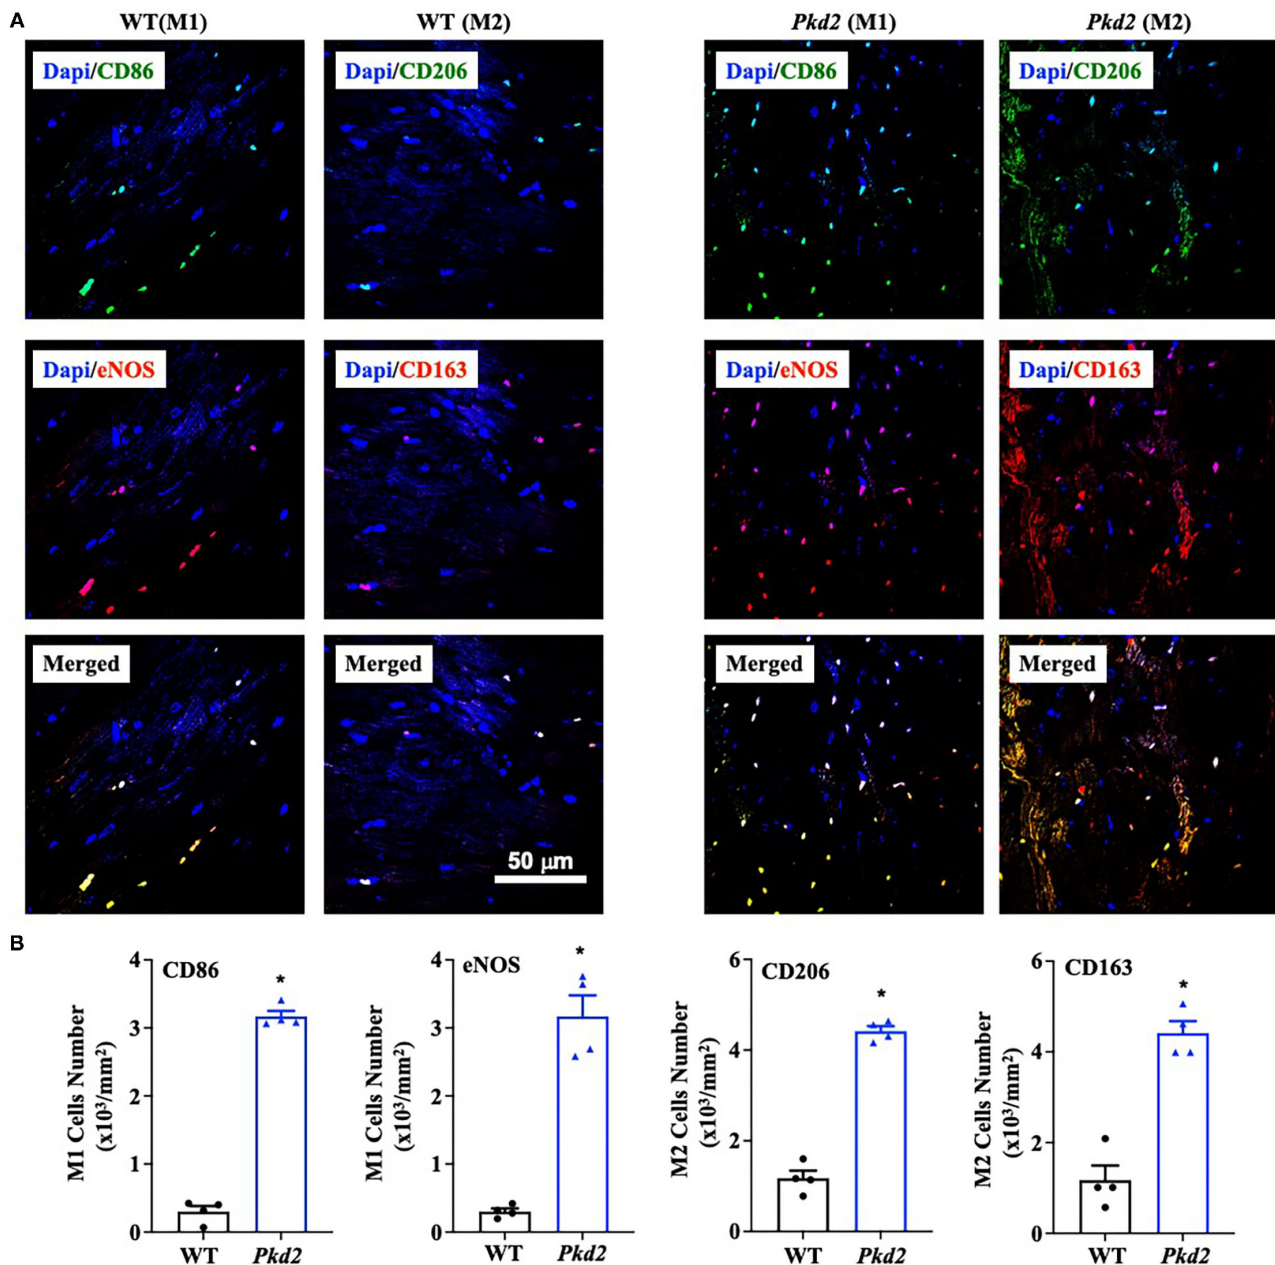 A
WT(M1)
WT (M2)
Pkd2 (M1)
Pkd2 (M2)
Dapi/CD86
Dapi/CD206
Dapi/CD86
Dapi/CD206
Dapi/eNOS
Dapi/CD163
Dapi/eNOS
Dapi/CD163
Merged
Merged
Merged
Merged
50 µm
B
M1 Cells Number
(x10³/mm²)
4
3
2
1
0
CD86
*
WT
Pkd2
M1 Cells Number
(x10³/mm²)
4
3
2
1
0
eNOS
*
WT
Pkd2
M2 Cells Number
(x10³/mm²)
6
4
2
0
CD206
*
WT
Pkd2
M2 Cells Number
(x10³/mm²)
6
4
2
0
CD163
*
WT
Pkd2